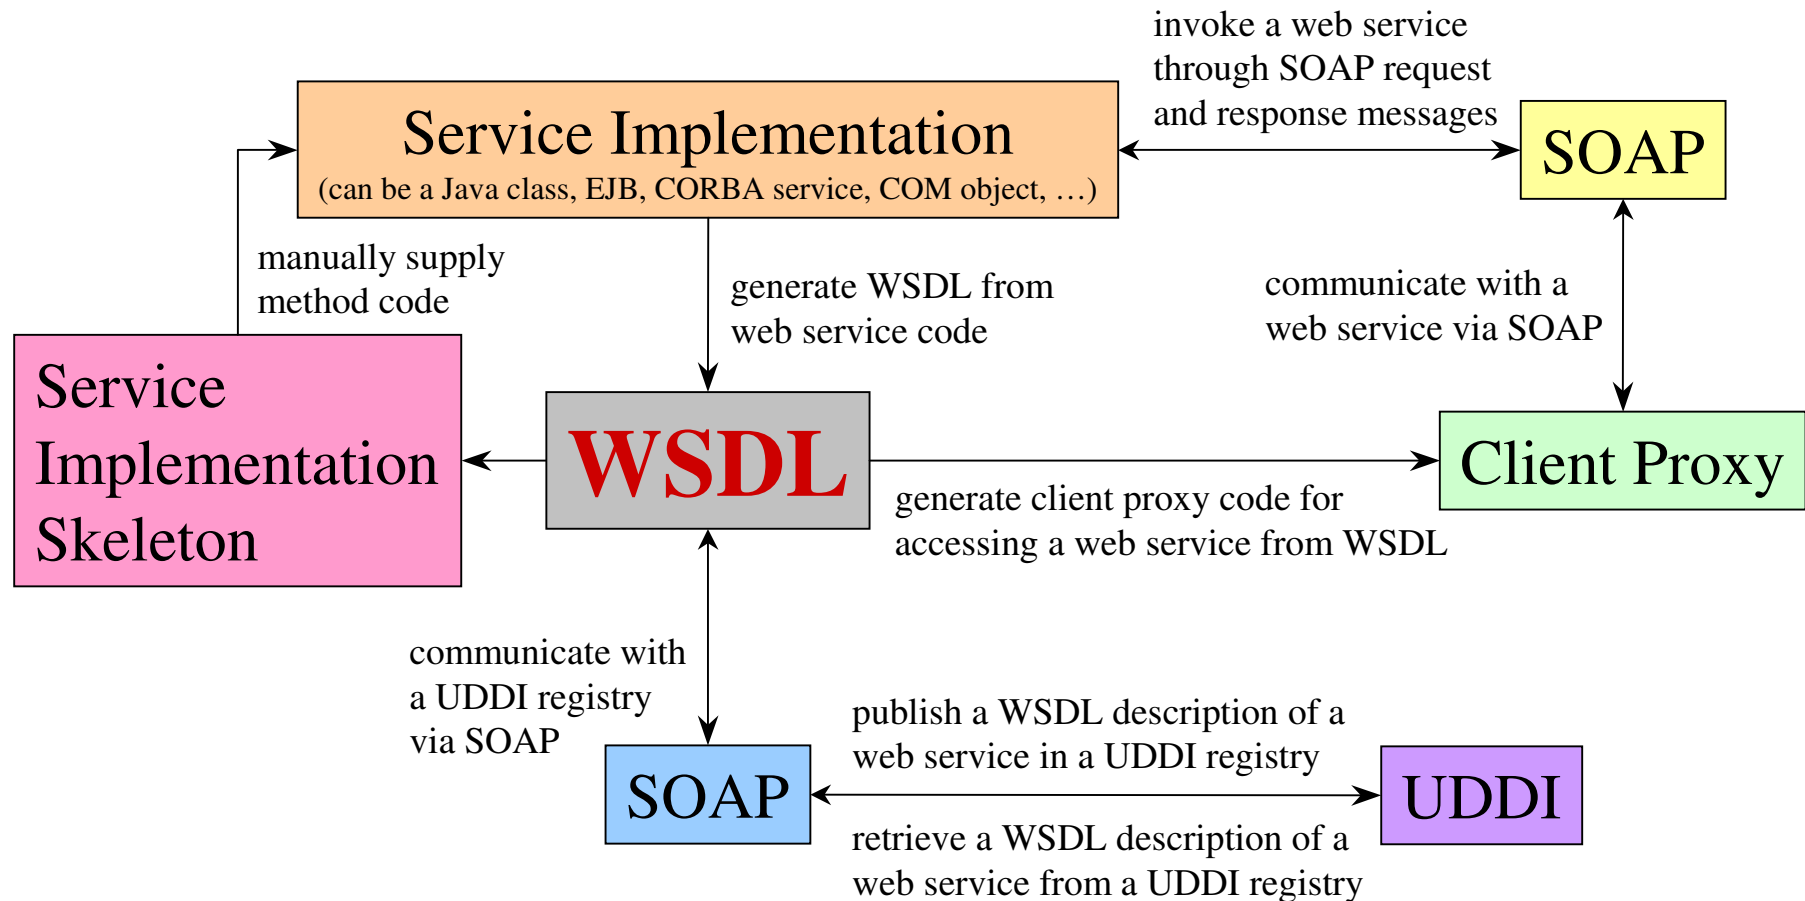 invoke a web service
through SOAP request
and response messages
Service Implementation
(can be a Java class, EJB, CORBA service, COM object, …)
SOAP
manually supply
method code
generate WSDL from
web service code
communicate with a
web service via SOAP
Service
Implementation
Skeleton
WSDL
Client Proxy
generate client proxy code for
accessing a web service from WSDL
communicate with
a UDDI registry
via SOAP
publish a WSDL description of a
web service in a UDDI registry
SOAP
UDDI
retrieve a WSDL description of a
web service from a UDDI registry